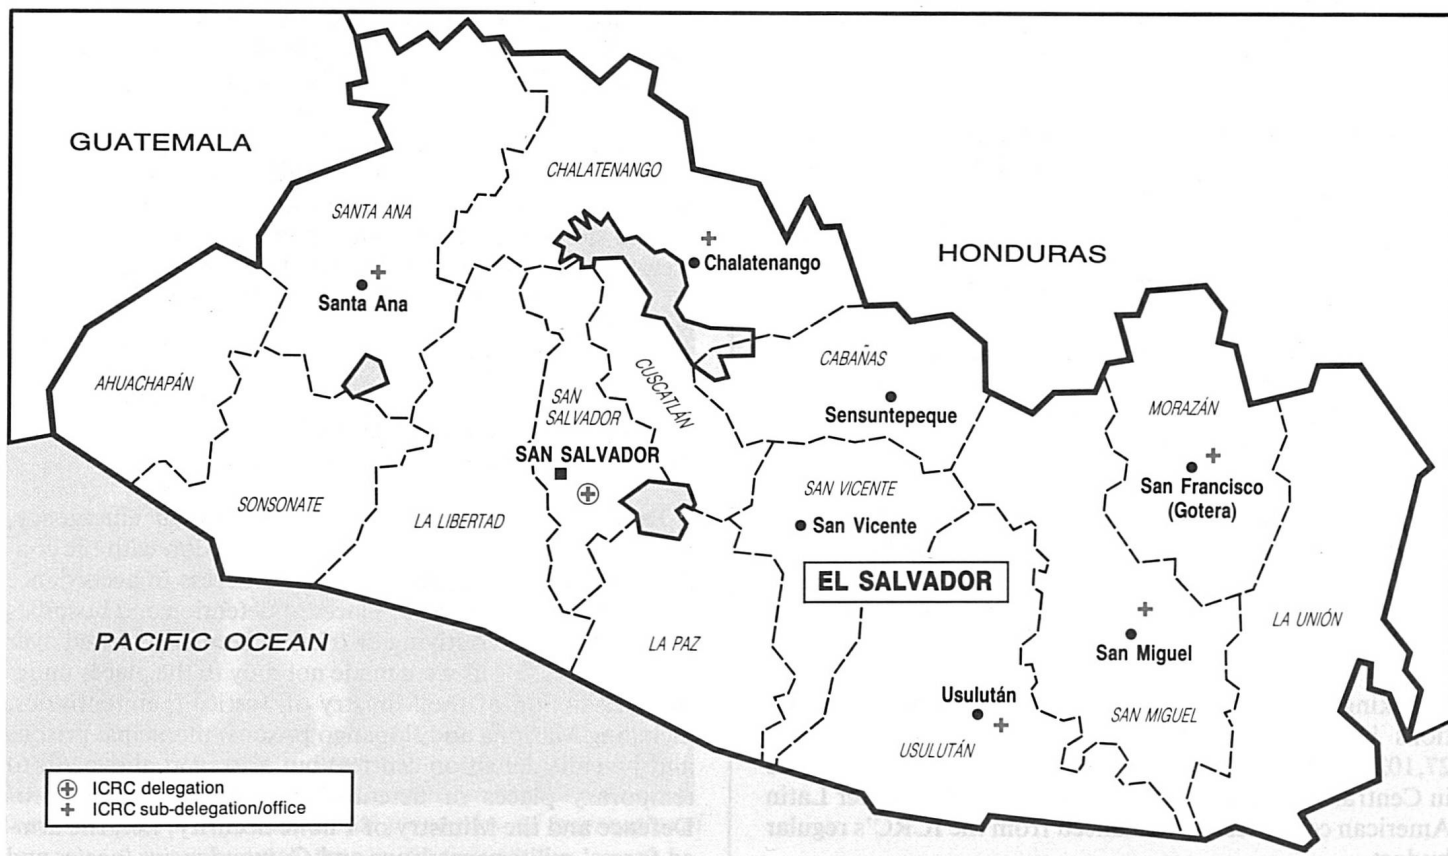 GUATEMALA
CHALATENANGO
SANTA ANA
HONDURAS
Chalatenango
Santa Ana
CABAÑAS
AHUACHAPÁN
CUSCATLÁN
SAN
SALVADOR
Sensuntepeque
MORAZÁN
SAN SALVADOR
San Francisco
(Gotera)
SAN VICENTE
SONSONATE
LA LIBERTAD
San Vicente
EL SALVADOR
LA UNIÓN
PACIFIC OCEAN
LA PAZ
San Miguel
Usulután
SAN MIGUEL
USULUTÁN
ICRC delegation
ICRC sub-delegation/office